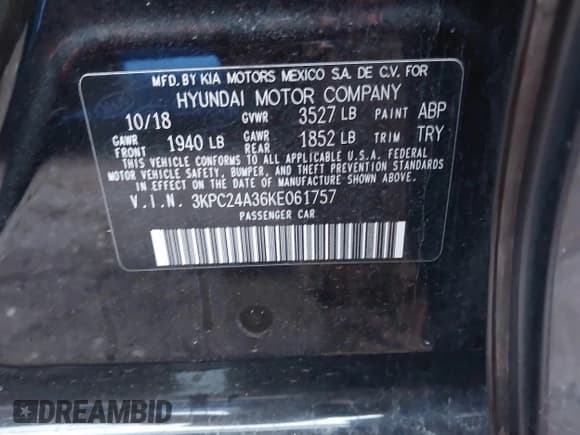 MFD. BY KIA MOTORS MEXICO S.A. DE C.V. FOR
HYUNDAI MOTOR COMPANY
10/18 GVWR 3527 LB PAINT ABP
GAWR FRONT 1940 LB GAWR REAR 1852 LB TRIM TRY
THIS VEHICLE CONFORMS TO ALL APPLICABLE U.S.A. FEDERAL
MOTOR VEHICLE SAFETY, BUMPER, AND THEFT PREVENTION STANDARDS
IN EFFECT ON THE DATE OF MANUFACTURE SHOWN ABOVE.
V.I.N. 3KPC24A36KE061757
PASSENGER CAR
DREAMBID